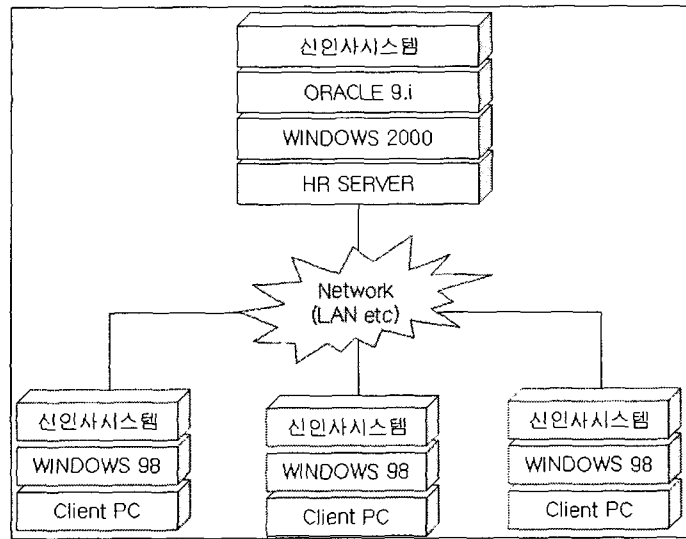 신인사시스템
ORACLE 9.i
WINDOWS 2000
HR SERVER
Network
(LAN etc)
신인사시스템
WINDOWS 98
Client PC
신인사시스템
WINDOWS 98
Client PC
신인사시스템
WINDOWS 98
Client PC